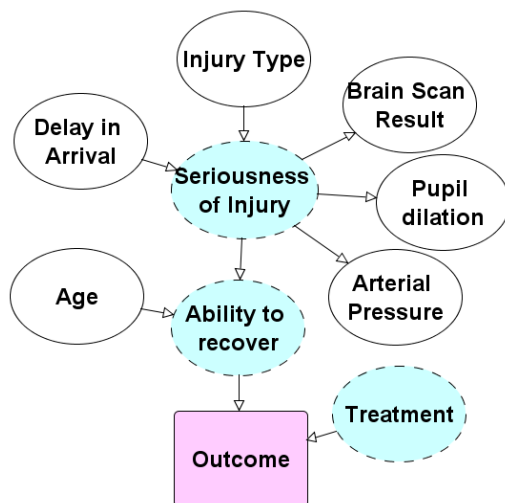 Injury Type
Brain Scan
Result
Delay in
Arrival
Seriousness
of Injury
Pupil
dilation
Arterial
Pressure
Age
Ability to
recover
Treatment
Outcome